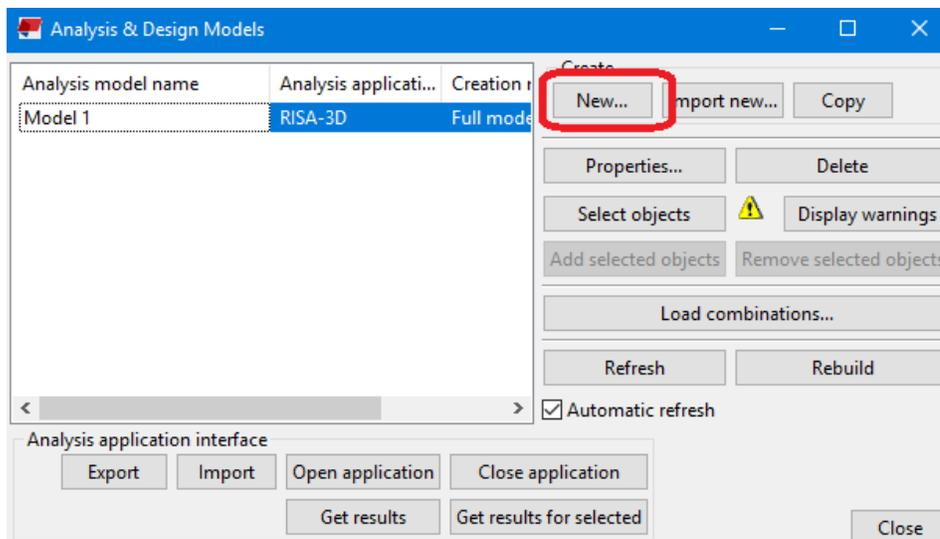 Analysis & Design Models
Analysis model name Analysis applicati... Creation
Model 1 RISA-3D Full mode
Create
New... mport new... Copy
Properties... Delete
Select objects Display warnings
Add selected objects Remove selected objects
Load combinations...
Refresh Rebuild
Automatic refresh
Analysis application interface
Export Import Open application Close application
Get results Get results for selected
Close